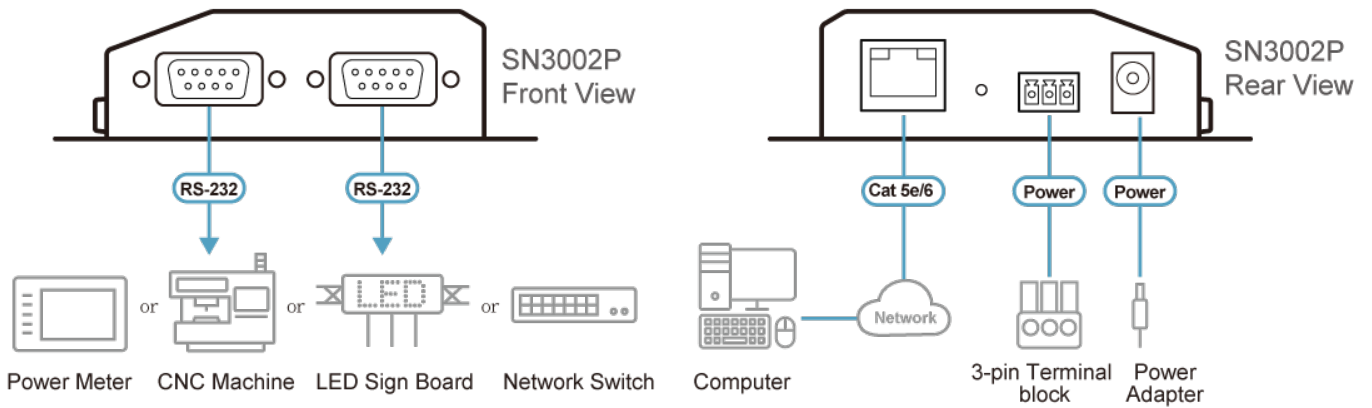 SN3002P
Front View
RS-232
RS-232
or
or
LED
or
Power Meter
CNC Machine
LED Sign Board
Network Switch
SN3002P
Rear View
Cat 5e/6
Power
Power
Network
Computer
3-pin Terminal
block
Power
Adapter